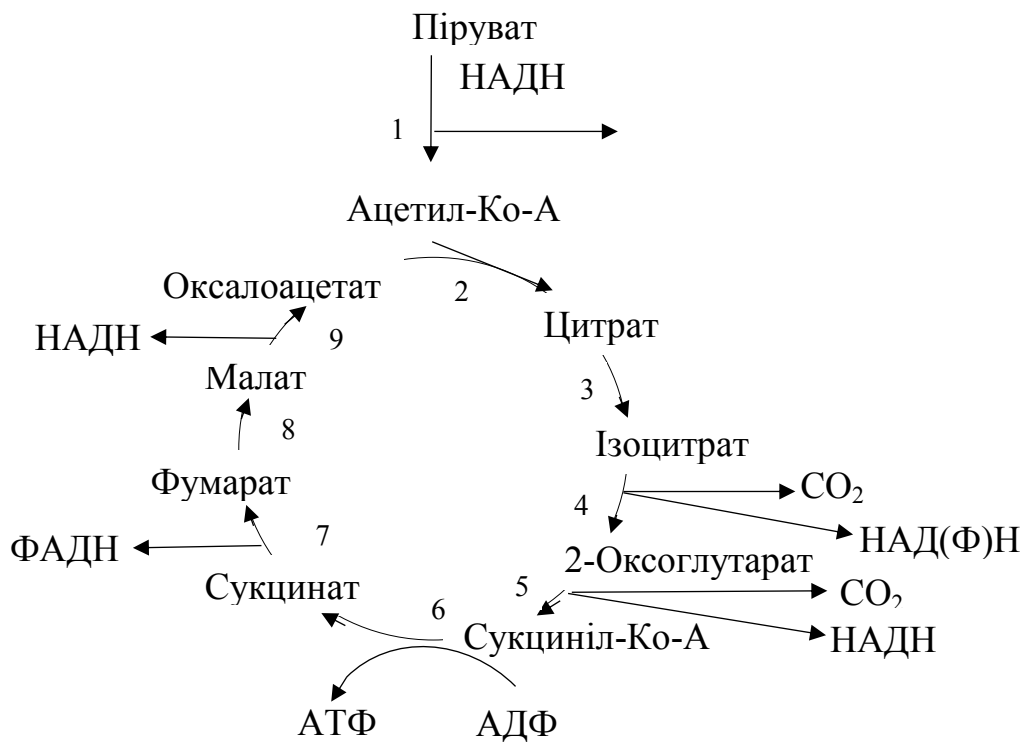 Піруват
НАДН
1
Ацетил-Ко-А
Оксалоацетат
2
НАДН
9
Цитрат
Малат
3
8
Ізоцитрат
Фумарат
4
CO₂
НАД(Ф)Н
ФАДН
7
2-Оксоглутарат
Сукцинат
5
CO₂
6
Сукциніл-Ко-А
НАДН
АТФ
АДФ